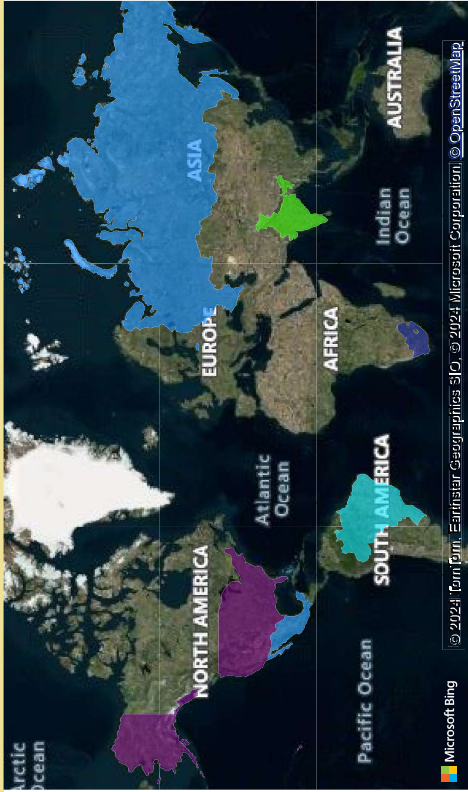 Arctic
Ocean
ASIA
EUROPE
NORTH AMERICA
Atlantic
Ocean
AFRICA
AUSTRALIA
Indian
Ocean
SOUTH AMERICA
Pacific Ocean
Microsoft Bing
© 2024 TomTom, Earthstar Geographics SIO, © 2024 Microsoft Corporation, © OpenStreetMap